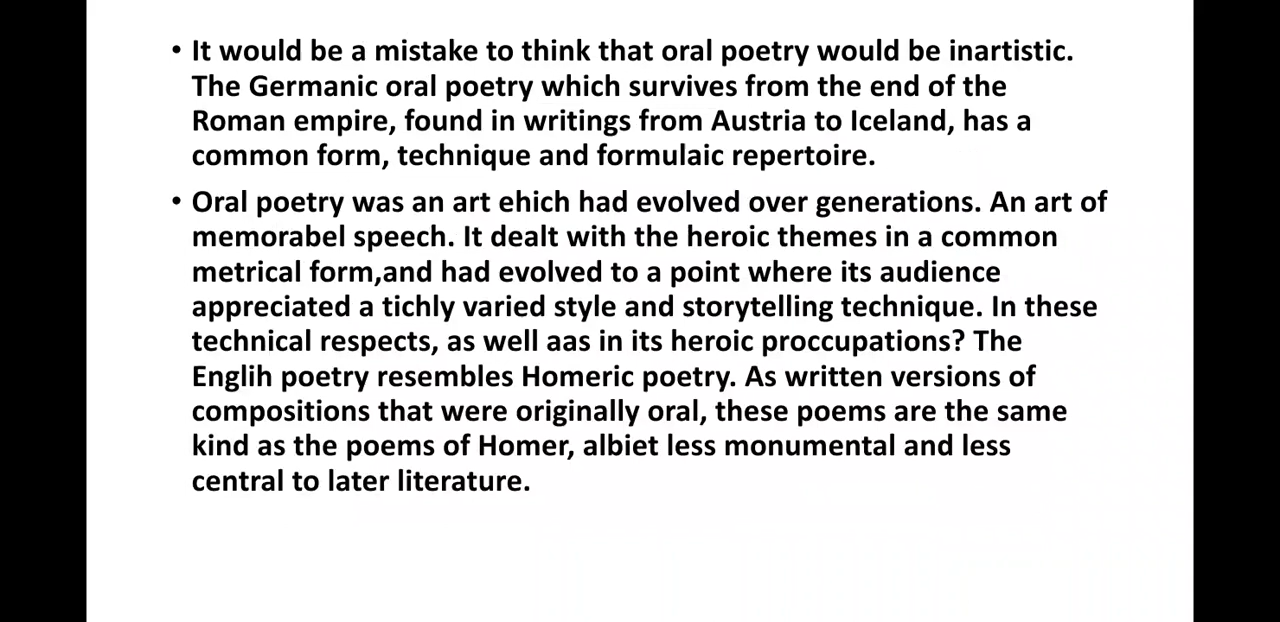 • It would be a mistake to think that oral poetry would be inartistic.
The Germanic oral poetry which survives from the end of the
Roman empire, found in writings from Austria to Iceland, has a
common form, technique and formulaic repertoire.
• Oral poetry was an art ehich had evolved over generations. An art of
memorabel speech. It dealt with the heroic themes in a common
metrical form,and had evolved to a point where its audience
appreciated a tichly varied style and storytelling technique. In these
technical respects, as well aas in its heroic proccupations? The
Englih poetry resembles Homeric poetry. As written versions of
compositions that were originally oral, these poems are the same
kind as the poems of Homer, albiet less monumental and less
central to later literature.